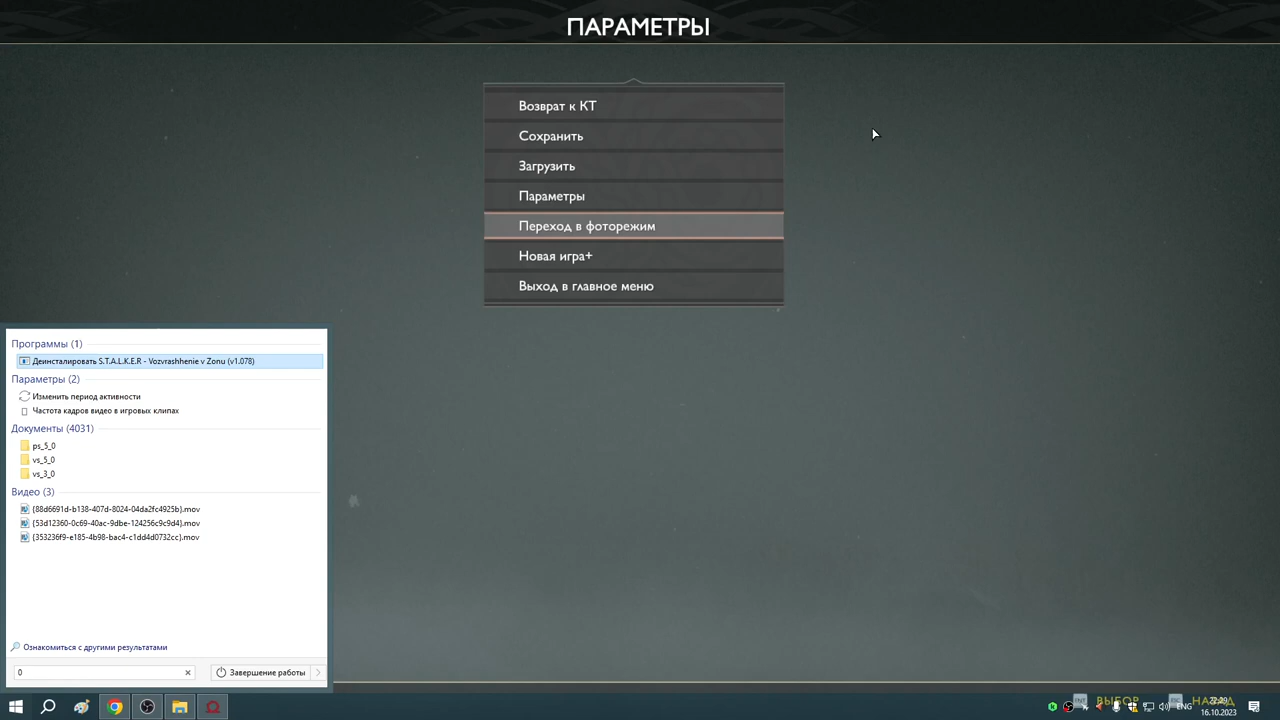 ПАРАМЕТРЫ
Возврат к КТ
Сохранить
Загрузить
Параметры
Переход в фоторежим
Новая игра+
Выход в главное меню
Программы (1)
Деинсталировать S.T.A.L.K.E.R - Vozvrashhenie v Zonu (v1.078)
Параметры (2)
Изменить период активности
Частота кадров видео в игровых клипах
Документы (4031)
ps_5_0
vs_5_0
vs_3_0
Видео (3)
{88d6691d-b138-407d-8024-04da2fc4925b}.mov
{53d12360-0c69-40ac-9dbe-124256c9c9d4}.mov
{353236f9-e185-4b98-bac4-c1dd4d0732cc}.mov
Ознакомиться с другими результатами
0
Завершение работы
ВЫБОР
НАЗАД
ENG
16.10.2023